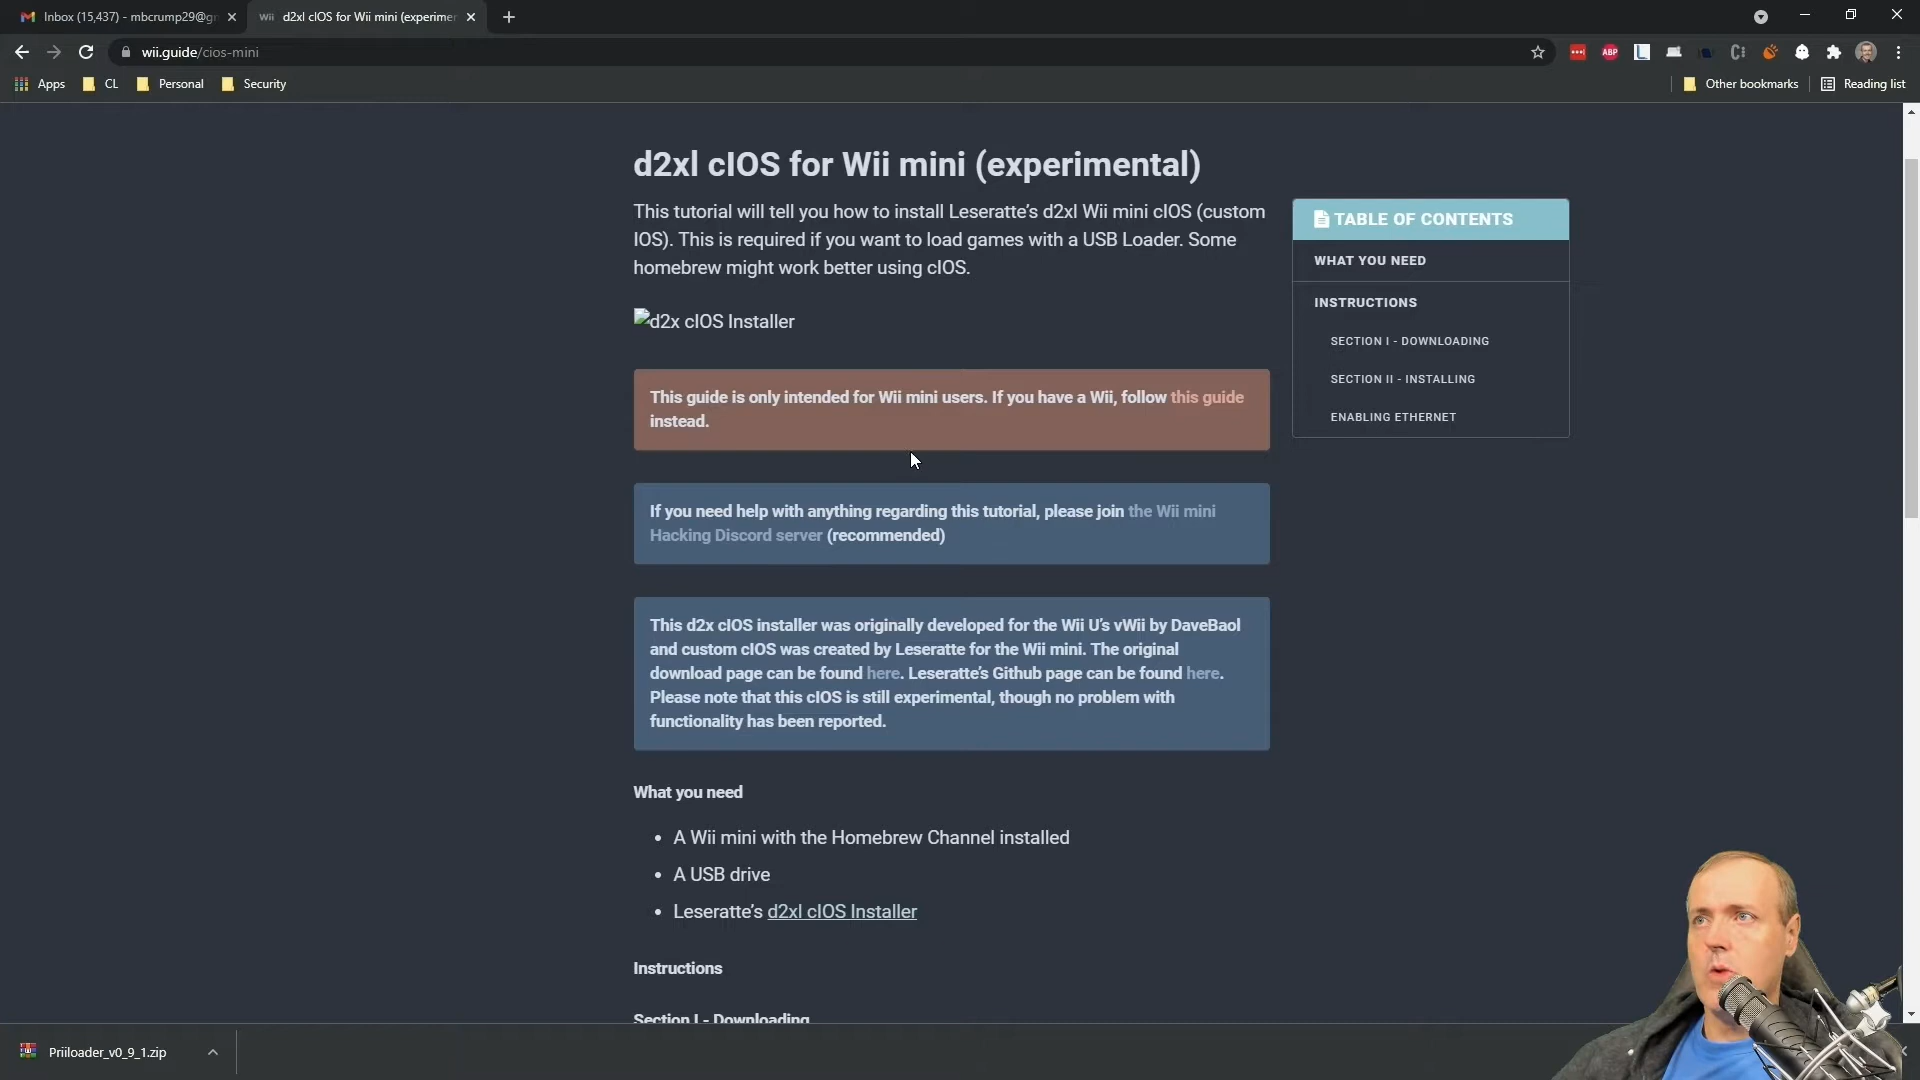 Inbox (15,437) - mbcrump29@gm
Wii d2xl cIOS for Wii mini (experimen
wii.guide/cios-mini
ABP
Apps CL Personal Security Other bookmarks Reading list
d2xl cIOS for Wii mini (experimental)
This tutorial will tell you how to install Leseratte's d2xl Wii mini cIOS (custom
IOS). This is required if you want to load games with a USB Loader. Some
homebrew might work better using cIOS.
d2x cIOS Installer
This guide is only intended for Wii mini users. If you have a Wii, follow this guide
instead.
If you need help with anything regarding this tutorial, please join the Wii mini
Hacking Discord server (recommended)
This d2x cIOS installer was originally developed for the Wii U's vWii by DaveBaol
and custom cIOS was created by Leseratte for the Wii mini. The original
download page can be found here. Leseratte's Github page can be found here.
Please note that this cIOS is still experimental, though no problem with
functionality has been reported.
What you need
• A Wii mini with the Homebrew Channel installed
• A USB drive
• Leseratte's d2xl cIOS Installer
Instructions
Section I - Downloading
TABLE OF CONTENTS
WHAT YOU NEED
INSTRUCTIONS
SECTION I - DOWNLOADING
SECTION II - INSTALLING
ENABLING ETHERNET
Priiloader_v0_9_1.zip